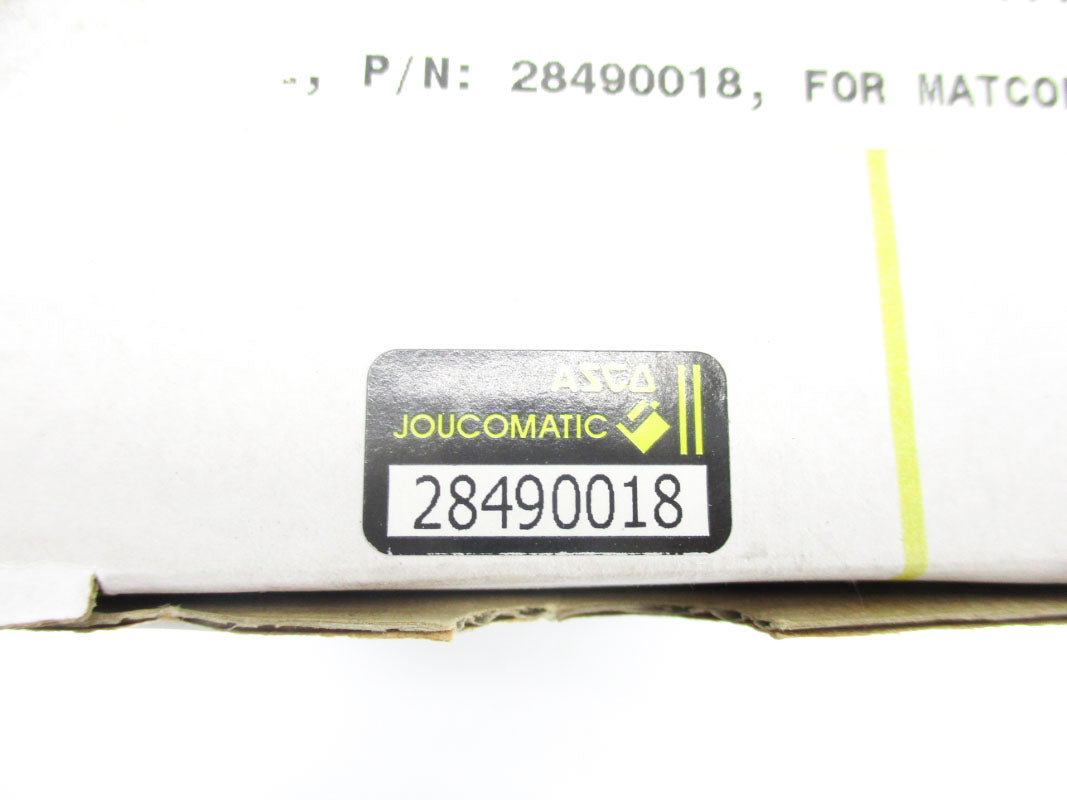 , P/N: 28490018, FOR MATCO
ASCO
JOUCOMATIC
28490018